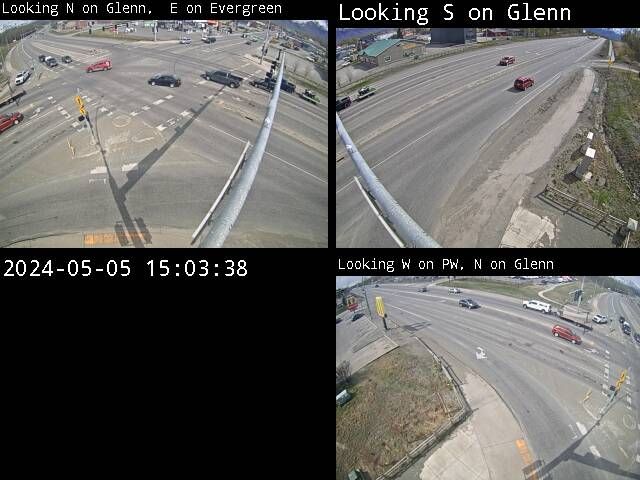 Looking N on Glenn,  E on Evergreen
Looking S on Glenn
2024-05-05 15:03:38
Looking W on PW, N on Glenn